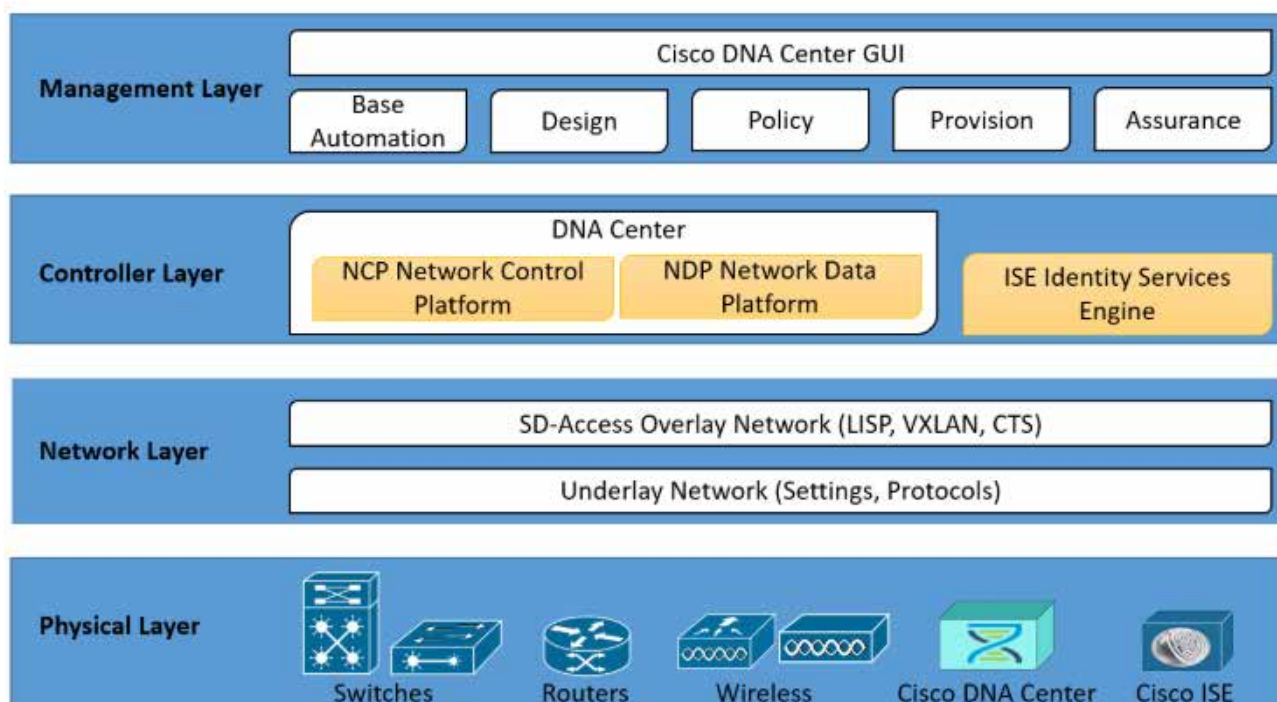 Management Layer
Cisco DNA Center GUI
Base
Automation
Design
Policy
Provision
Assurance
Controller Layer
DNA Center
NCP Network Control
Platform
NDP Network Data
Platform
ISE Identity Services
Engine
Network Layer
SD-Access Overlay Network (LISP, VXLAN, CTS)
Underlay Network (Settings, Protocols)
Physical Layer
Switches
Routers
Wireless
Cisco DNA Center
Cisco ISE